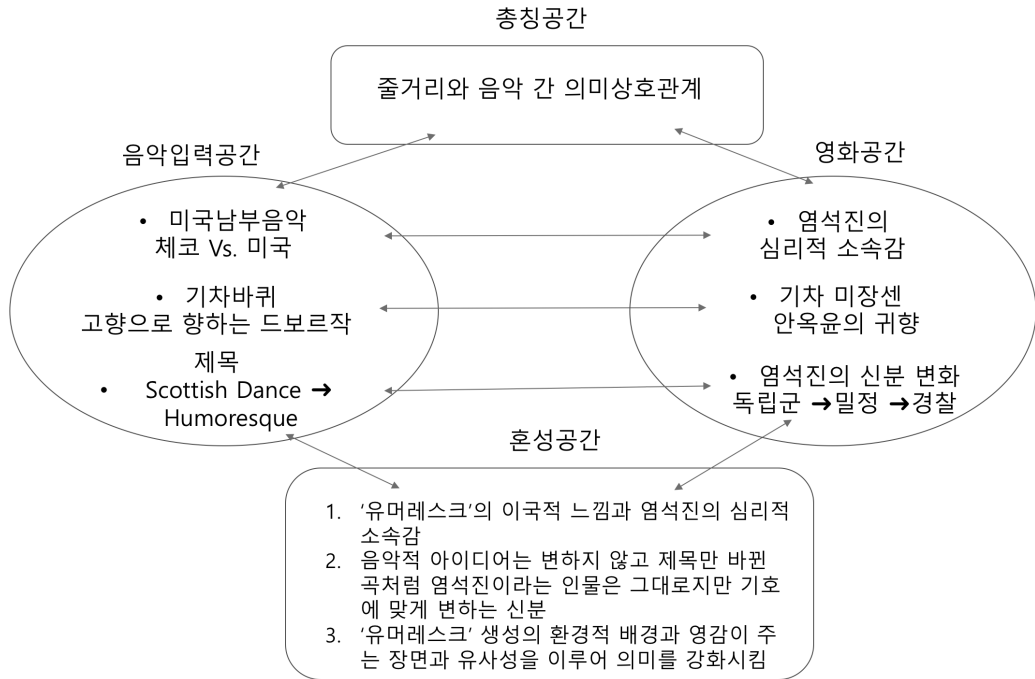 총칭공간
줄거리와 음악 간 의미상호관계
음악입력공간
영화공간
• 미국남부음악
체코 Vs. 미국
• 기차바퀴
고향으로 향하는 드보르작
제목
• Scottish Dance →
Humoresque
• 염석진의
심리적 소속감
• 기차 미장센
안옥윤의 귀향
• 염석진의 신분 변화
독립군 →밀정 →경찰
혼성공간
1. ‘유머레스크’의 이국적 느낌과 염석진의 심리적
소속감
2. 음악적 아이디어는 변하지 않고 제목만 바뀐
곡처럼 염석진이라는 인물은 그대로지만 기호
에 맞게 변하는 신분
3. ‘유머레스크’ 생성의 환경적 배경과 영감이 주
는 장면과 유사성을 이루어 의미를 강화시킴